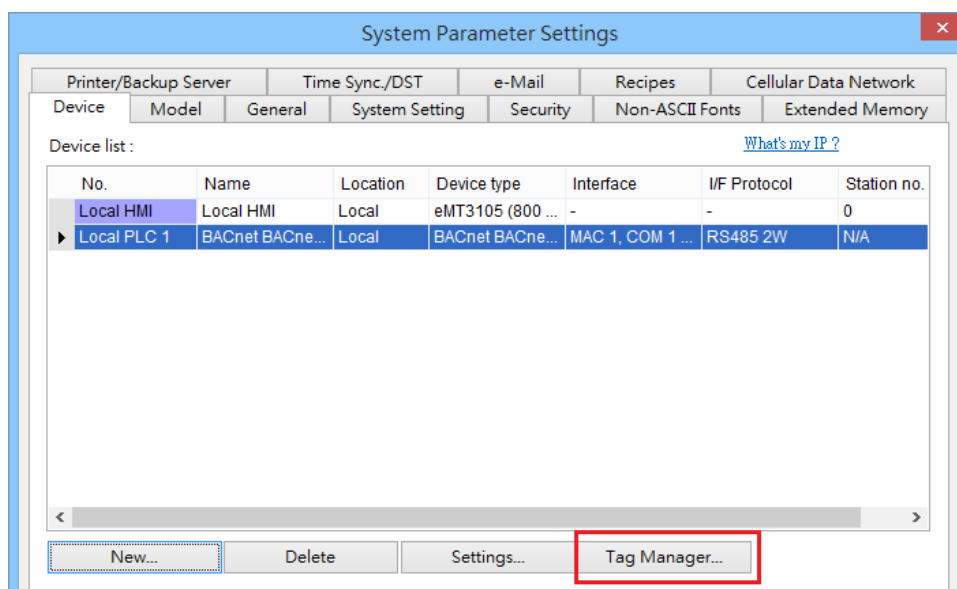 System Parameter Settings
Printer/Backup Server Time Sync./DST e-Mail Recipes Cellular Data Network
Device Model General System Setting Security Non-ASCII Fonts Extended Memory
Device list : What's my IP ?
No. Name Location Device type Interface I/F Protocol Station no.
Local HMI Local HMI Local eMT3105 (800 ... - - 0
Local PLC 1 BACnet BACne... Local BACnet BACne... MAC 1, COM 1 ... RS485 2W N/A
New... Delete Settings... Tag Manager...